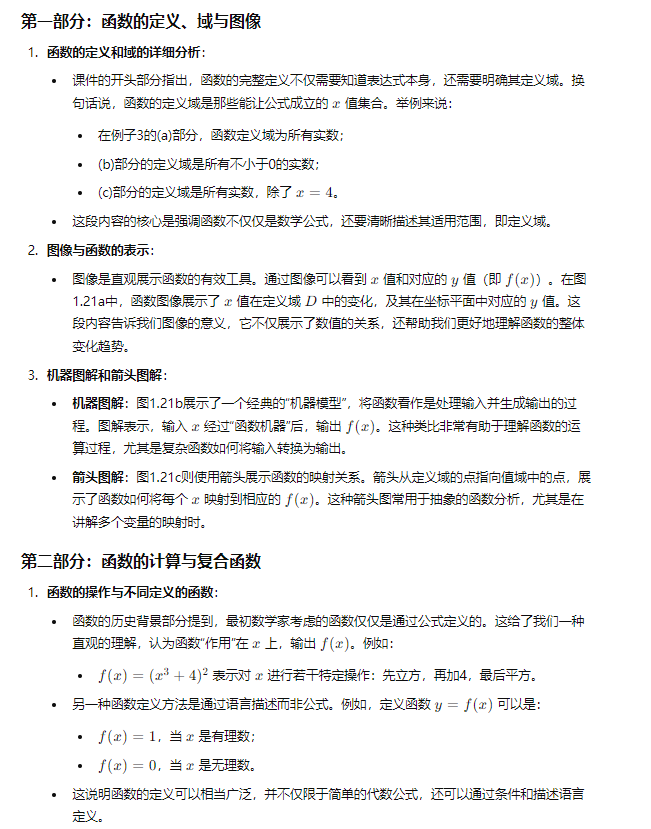 第一部分：函数的定义、域与图像
1. 函数的定义和域的详细分析：
• 课件的开头部分指出，函数的完整定义不仅需要知道表达式本身，还需要明确其定义域。换
句话说，函数的定义域是那些能让公式成立的 x 值集合。举例来说：
• 在例子3的(a)部分，函数定义域为所有实数；
• (b)部分的定义域是所有不小于0的实数；
• (c)部分的定义域是所有实数，除了 x = 4。
• 这段内容的核心是强调函数不仅仅是数学公式，还要清晰描述其适用范围，即定义域。
2. 图像与函数的表示：
• 图像是直观展示函数的有效工具。通过图像可以看到 x 值和对应的 y 值（即 f(x)）。在图
1.21a中，函数图像展示了 x 值在定义域 D 中的变化，及其在坐标平面中对应的 y 值。这
段内容告诉我们图像的意义，它不仅展示了数值的关系，还帮助我们更好地理解函数的整体
变化趋势。
3. 机器图解和箭头图解：
• 机器图解：图1.21b展示了一个经典的“机器模型”，将函数看作是处理输入并生成输出的过
程。图解表示，输入 x 经过“函数机器”后，输出 f(x)。这种类比非常有助于理解函数的运
算过程，尤其是复杂函数如何将输入转换为输出。
• 箭头图解：图1.21c则使用箭头展示函数的映射关系。箭头从定义域的点指向值域中的点，展
示了函数如何将每个 x 映射到相应的 f(x)。这种箭头图常用于抽象的函数分析，尤其是在
讲解多个变量的映射时。
第二部分：函数的计算与复合函数
1. 函数的操作与不同定义的函数：
• 函数的历史背景部分提到，最初数学家考虑的函数仅仅是通过公式定义的。这给了我们一种
直观的理解，认为函数“作用”在 x 上，输出 f(x)。例如：
• f(x) = (x³ + 4)² 表示对 x 进行若干特定操作：先立方，再加4，最后平方。
• 另一种函数定义方法是通过语言描述而非公式。例如，定义函数 y = f(x) 可以是：
• f(x) = 1，当 x 是有理数；
• f(x) = 0，当 x 是无理数。
• 这说明函数的定义可以相当广泛，并不仅限于简单的代数公式，还可以通过条件和描述语言
定义。